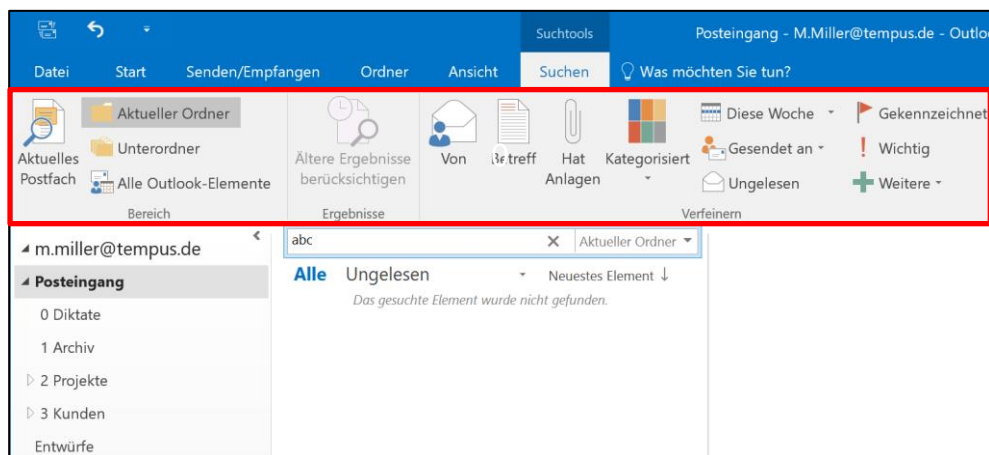 Suchtools
Posteingang - M.Miller@tempus.de - Outlo
Datei Start Senden/Empfangen Ordner Ansicht Suchen Was möchten Sie tun?
Aktuelles Postfach
Aktueller Ordner
Unterordner
Alle Outlook-Elemente
Bereich
Ältere Ergebnisse
berücksichtigen
Ergebnisse
Von
Betreff
Hat
Anlagen
Kategorisiert
Diese Woche
Gesendet an
Ungelesen
Gekennzeichnet
Wichtig
Weitere
Verfeinern
m.miller@tempus.de
Posteingang
0 Diktate
1 Archiv
2 Projekte
3 Kunden
Entwürfe
abc Aktueller Ordner
Alle Ungelesen Neuestes Element ↓
Das gesuchte Element wurde nicht gefunden.